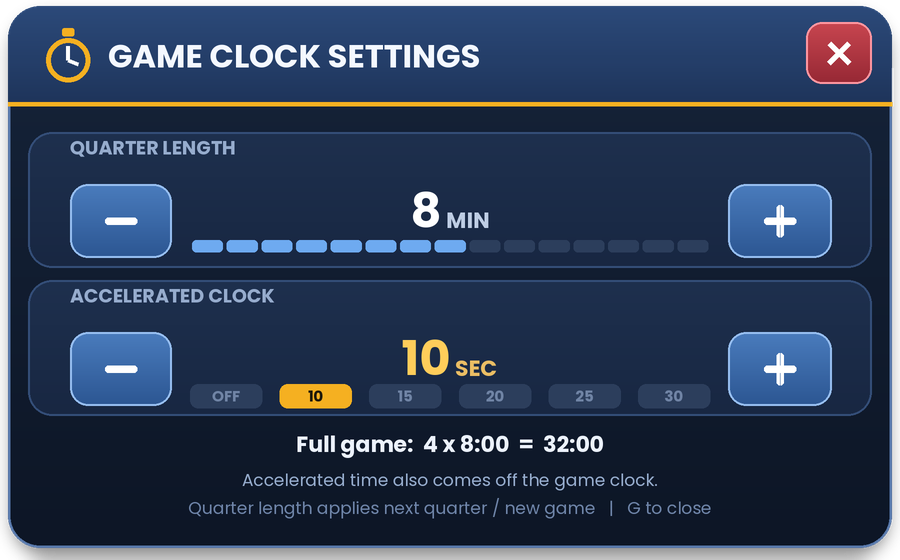 GAME CLOCK SETTINGS
QUARTER LENGTH
8 MIN
ACCELERATED CLOCK
10 SEC
OFF 10 15 20 25 30
Full game: 4 x 8:00 = 32:00
Accelerated time also comes off the game clock.
Quarter length applies next quarter / new game | G to close